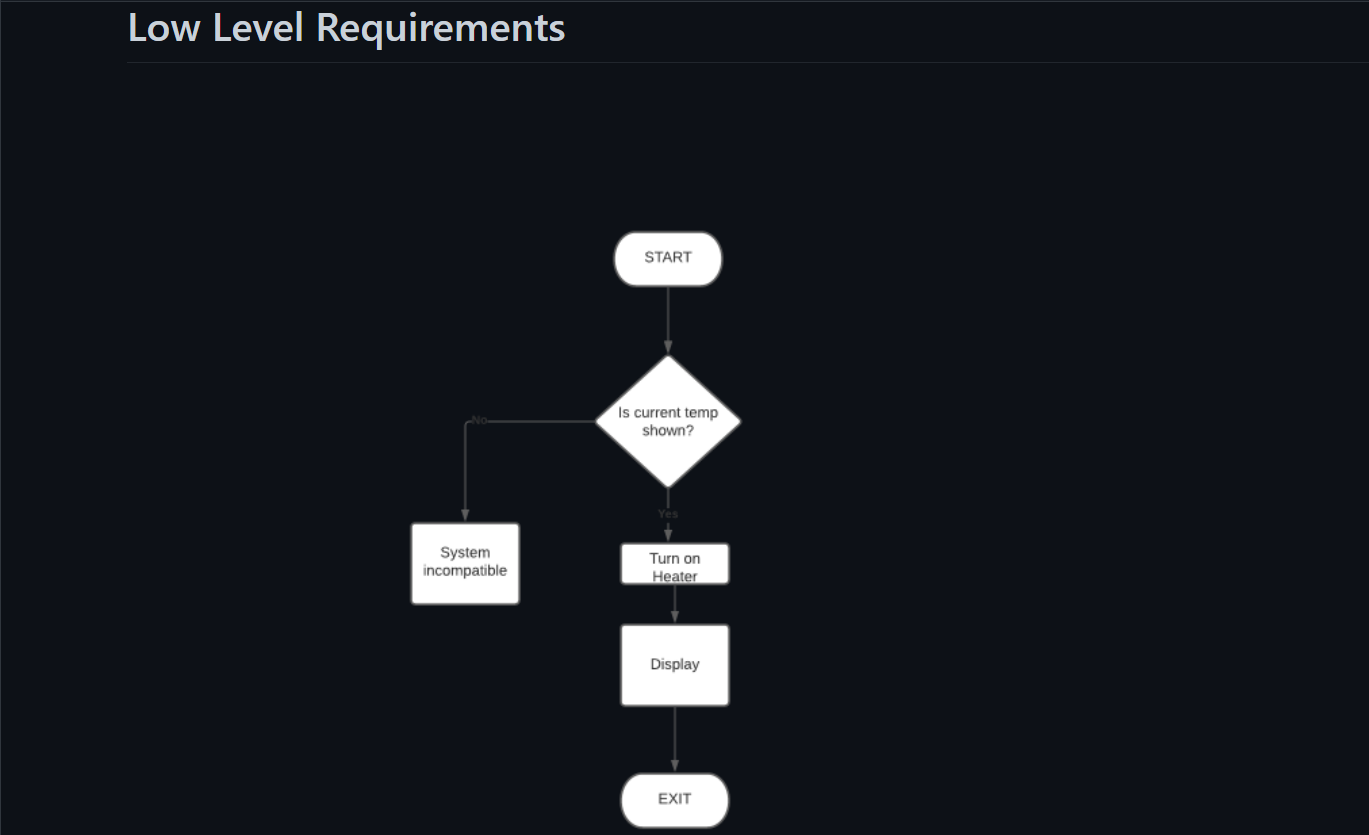 Low Level Requirements
START
Is current temp
shown?
No
Yes
System
incompatible
Turn on
Heater
Display
EXIT